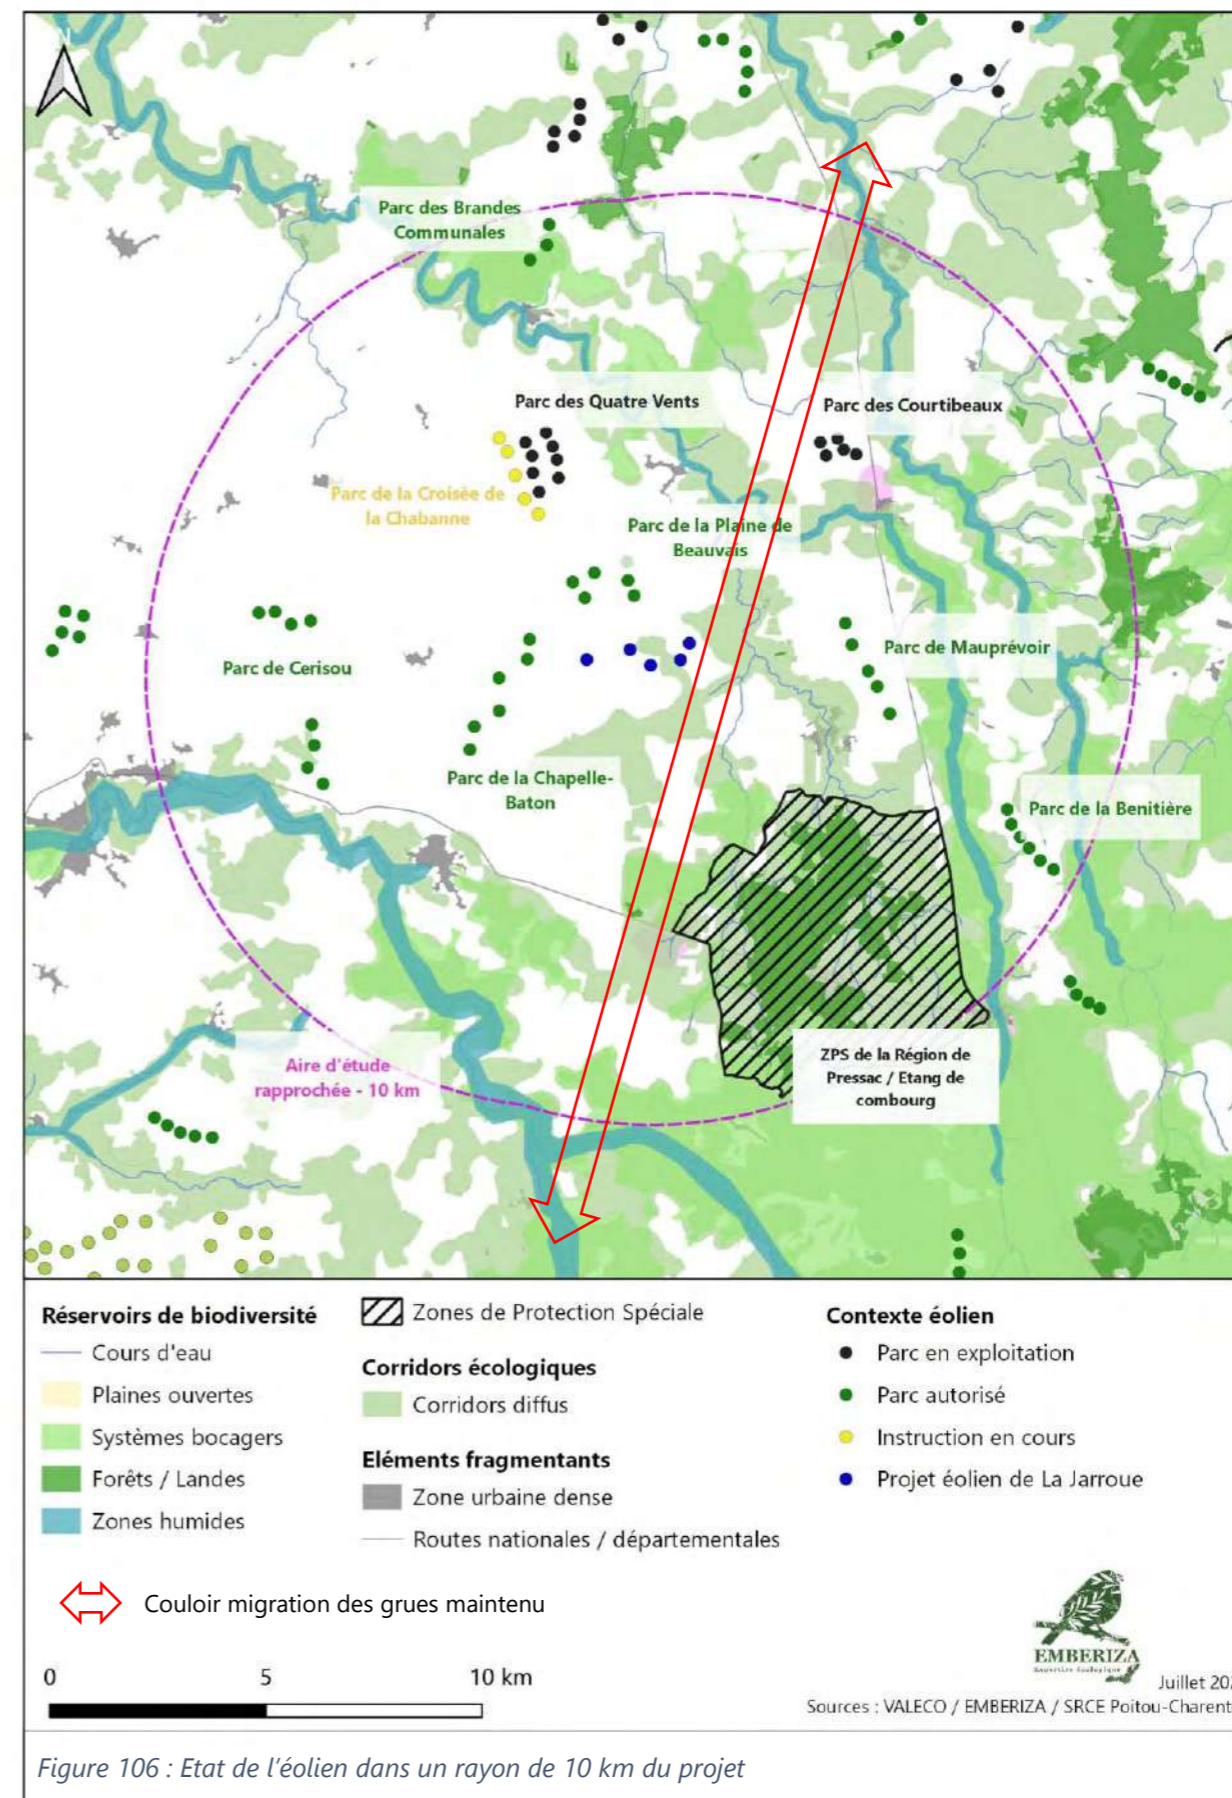 N
Parc des Brandes
Communales
Parc des Quatre Vents
Parc des Courtibeaux
Parc de la Croisée de
la Chabanne
Parc de la Plaine de
Beauvais
Parc de Cerisou
Parc de Mauprévoir
Parc de la Chapelle-
Baton
Parc de la Benitière
Aire d'étude
rapprochée - 10 km
ZPS de la Région de
Pressac / Etang de
combourg
Réservoirs de biodiversité
Cours d'eau
Plaines ouvertes
Systèmes bocagers
Forêts / Landes
Zones humides
Zones de Protection Spéciale
Corridors écologiques
Corridors diffus
Eléments fragmentants
Zone urbaine dense
Routes nationales / départementales
Contexte éolien
Parc en exploitation
Parc autorisé
Instruction en cours
Projet éolien de La Jarroue
Couloir migration des grues maintenu
0 5 10 km
EMBERIZA
Expertise écologique
Juillet 20
Sources : VALECO / EMBERIZA / SRCE Poitou-Charent
Figure 106 : Etat de l'éolien dans un rayon de 10 km du projet